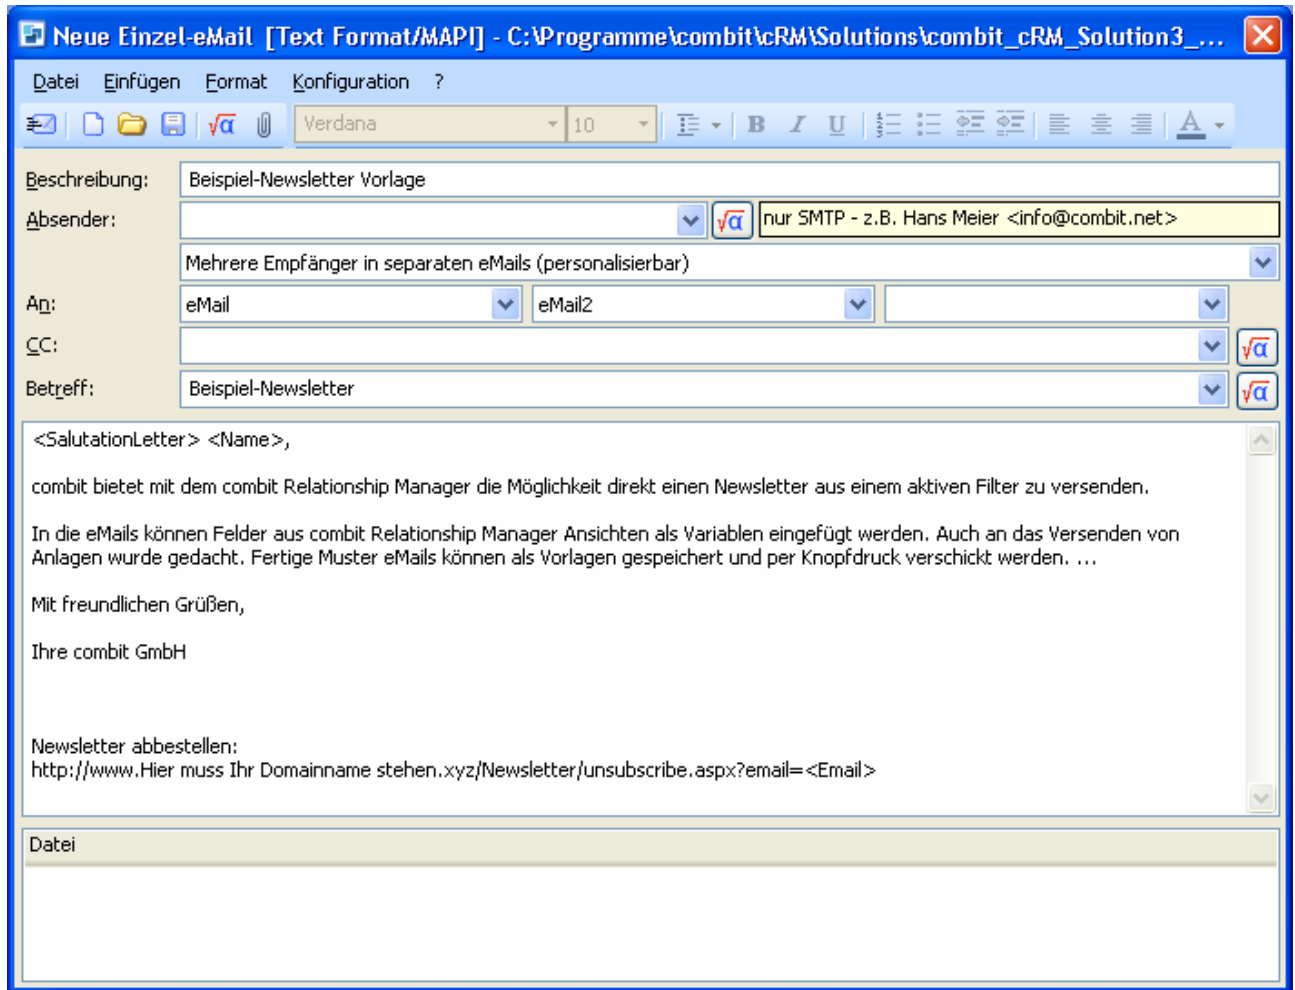 Neue Einzel-eMail [Text Format/MAPI] - C:\Programme\combit\cRM\Solutions\combit_cRM_Solution3_...
Datei Einfügen Format Konfiguration ?
√α Verdana 10 B I U A
Beschreibung: Beispiel-Newsletter Vorlage
Absender: √α nur SMTP - z.B. Hans Meier <info@combit.net>
Mehrere Empfänger in separaten eMails (personalisierbar)
An: eMail eMail2
CC: √α
Betreff: Beispiel-Newsletter √α
<SalutationLetter> <Name>,
combit bietet mit dem combit Relationship Manager die Möglichkeit direkt einen Newsletter aus einem aktiven Filter zu versenden.
In die eMails können Felder aus combit Relationship Manager Ansichten als Variablen eingefügt werden. Auch an das Versenden von
Anlagen wurde gedacht. Fertige Muster eMails können als Vorlagen gespeichert und per Knopfdruck verschickt werden. ...
Mit freundlichen Grüßen,
Ihre combit GmbH
Newsletter abbestellen:
http://www.Hier muss Ihr Domainname stehen.xyz/Newsletter/unsubscribe.aspx?email=<Email>
Datei